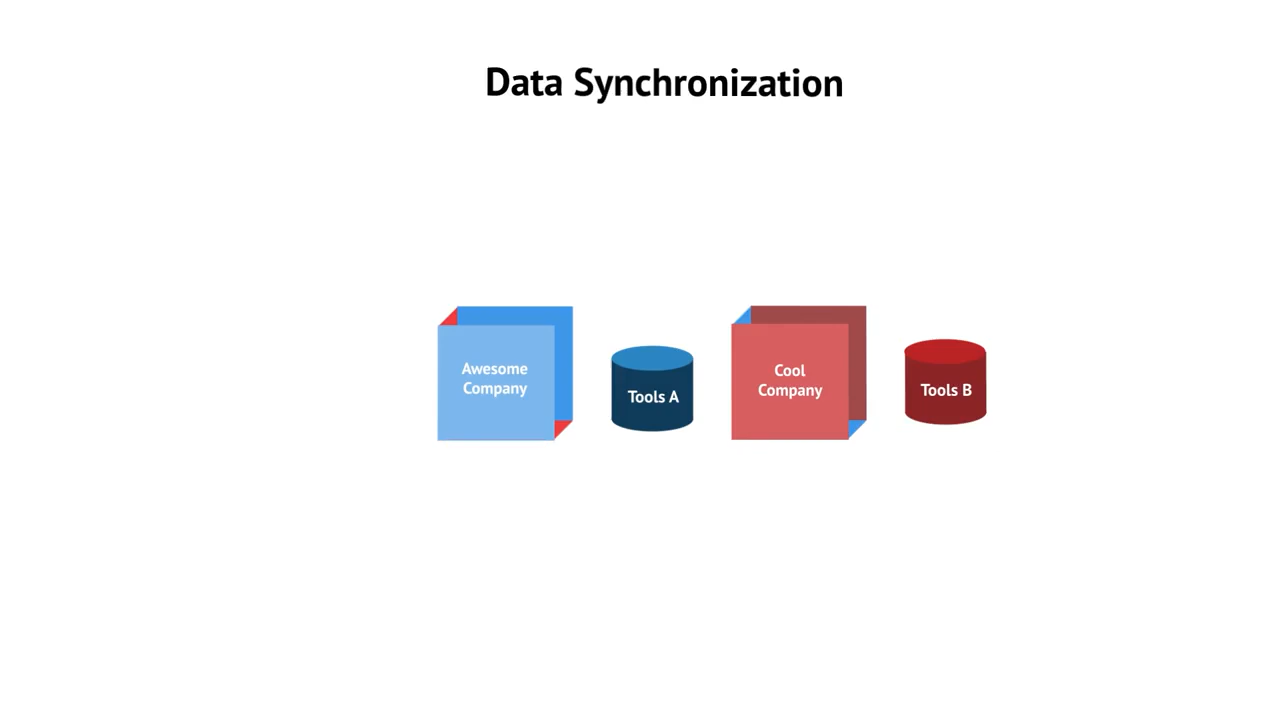 Data Synchronization
Awesome
Company
Tools A
Cool
Company
Tools B